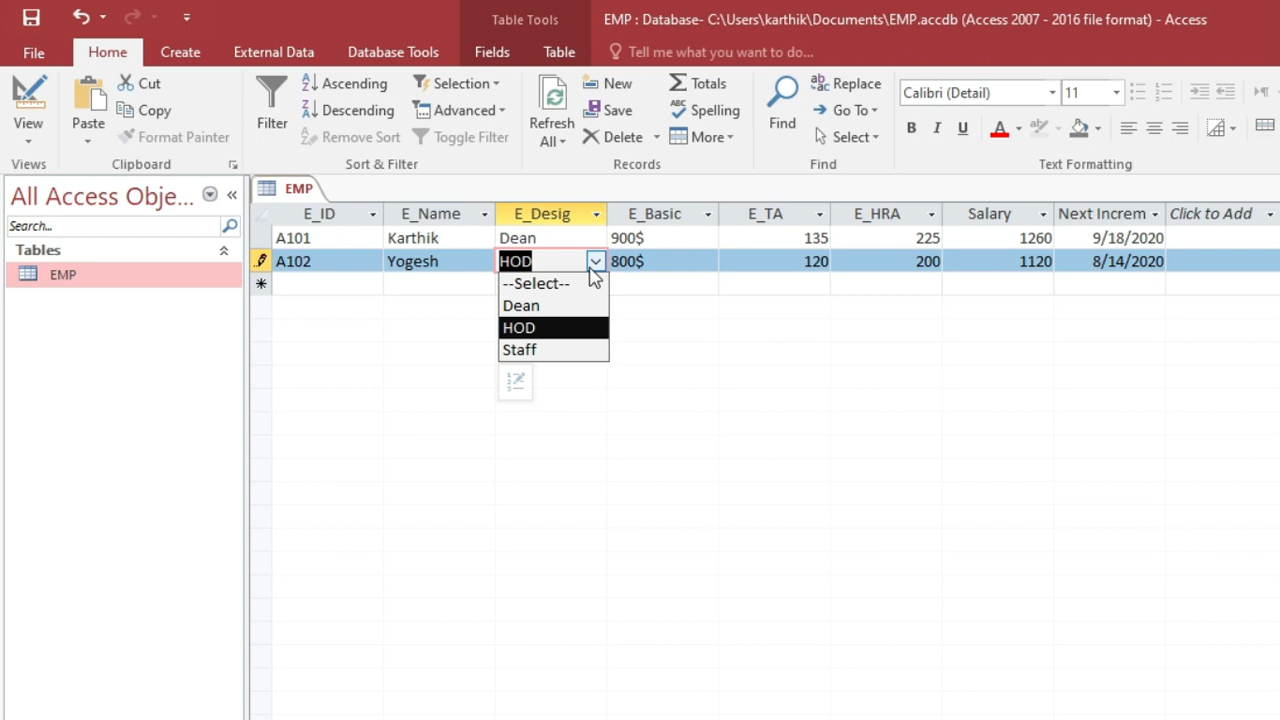 Table Tools
EMP : Database- C:\Users\karthik\Documents\EMP.accdb (Access 2007 - 2016 file format) - Access
File Home Create External Data Database Tools Fields Table Tell me what you want to do...
View
Views
Paste
Cut
Copy
Format Painter
Clipboard
Filter
Ascending
Descending
Remove Sort
Selection
Advanced
Toggle Filter
Sort & Filter
Refresh
All
New
Save
Delete
Totals
Spelling
More
Records
Find
Replace
Go To
Select
Find
Calibri (Detail) 11
B I U A
Text Formatting
All Access Obje...
Search...
Tables
EMP
EMP
E_ID E_Name E_Desig E_Basic E_TA E_HRA Salary Next Increm Click to Add
A101 Karthik Dean 900$ 135 225 1260 9/18/2020
A102 Yogesh HOD 800$ 120 200 1120 8/14/2020
--Select--
Dean
HOD
Staff